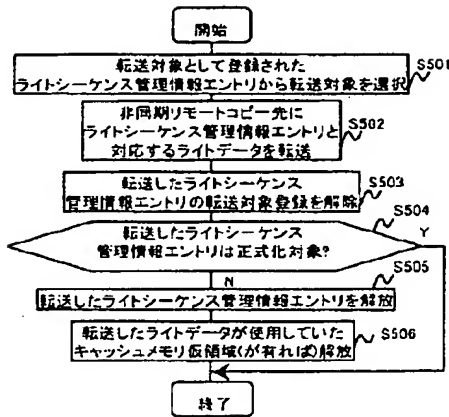 開始
転送対象として登録された
ライトシーケンス管理情報エントリから転送対象を選択
S501
非同期リモートコピー先に
ライトシーケンス管理情報エントリと
対応するライトデータを転送
S502
転送したライトシーケンス
管理情報エントリの転送対象登録を解除
S503
転送したライトシーケンス
管理情報エントリは正式化対象?
S504
Y
N
転送したライトシーケンス管理情報エントリを解放
S505
転送したライトデータが使用していた
キャッシュメモリ仮領域(が有れば)解放
S506
終了